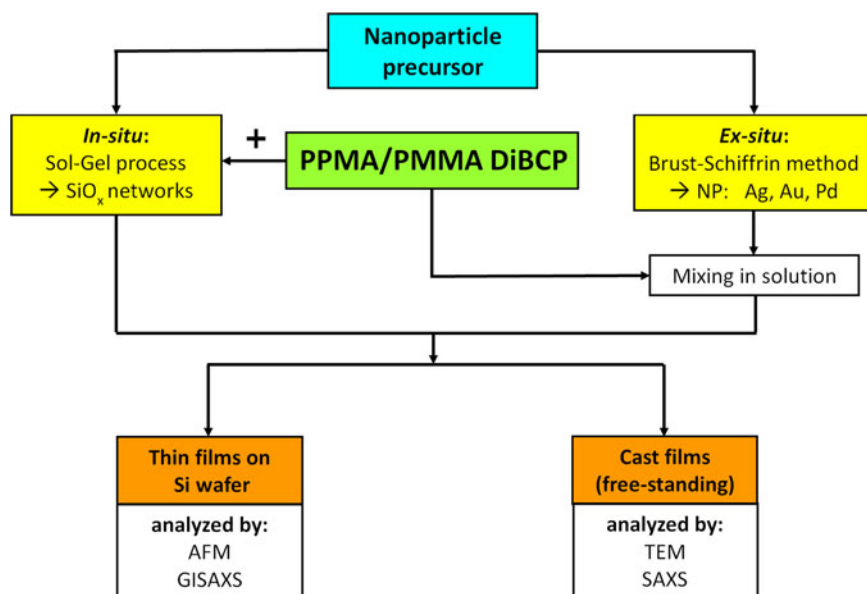 Nanoparticle
precursor
In-situ:
Sol-Gel process
→ SiOx networks
+
PPMA/PMMA DiBCP
Ex-situ:
Brust-Schiffrin method
→ NP: Ag, Au, Pd
Mixing in solution
Thin films on
Si wafer
analyzed by:
AFM
GISAXS
Cast films
(free-standing)
analyzed by:
TEM
SAXS